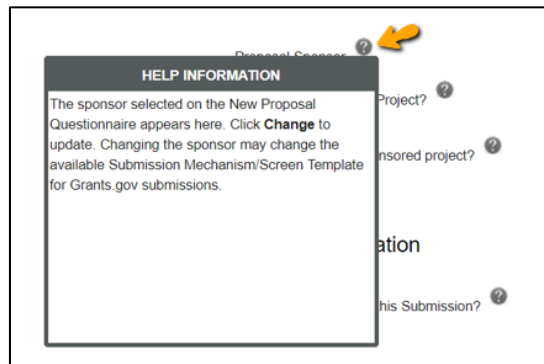 Proposal Sponsor
HELP INFORMATION
The sponsor selected on the New Proposal
Questionnaire appears here. Click Change to
update. Changing the sponsor may change the
available Submission Mechanism/Screen Template
for Grants.gov submissions.
Project?
nsored project?
ation
this Submission?